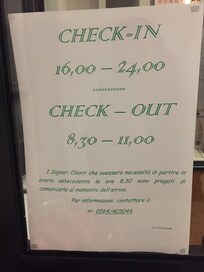 CHECK-IN
16,00 – 24,00
CHECK – OUT
8,30 – 11,00
I Signori Clienti che avessero necessità di partire in
orario antecedente le ore 8,30 sono pregati di
comunicarlo al momento dell'arrivo.
Per informazioni contattare il
nr. 0564/403044